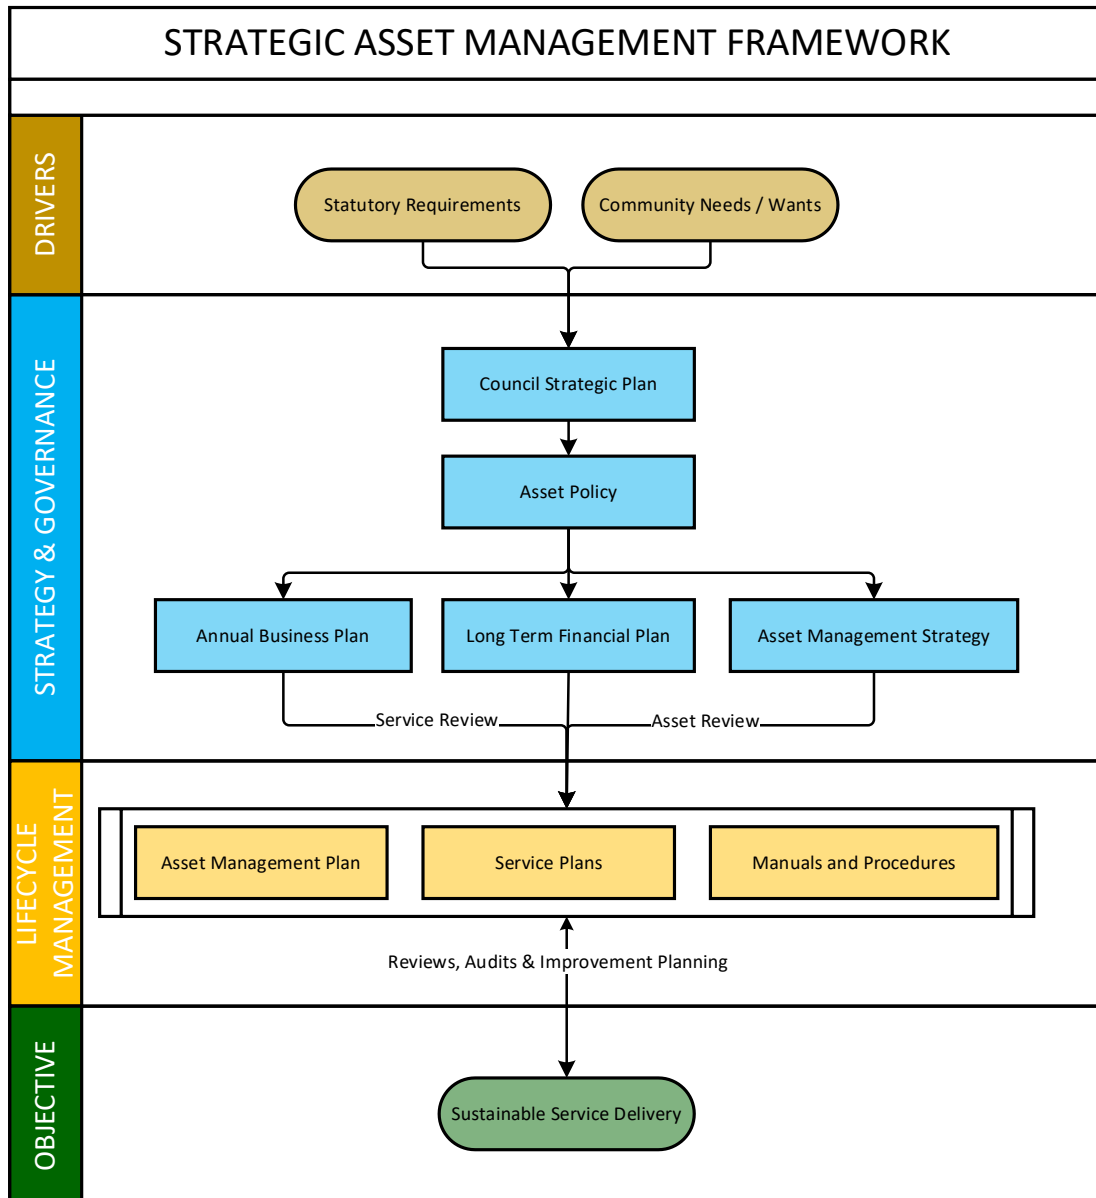 STRATEGIC ASSET MANAGEMENT FRAMEWORK
DRIVERS
Statutory Requirements
Community Needs / Wants
STRATEGY & GOVERNANCE
Council Strategic Plan
Asset Policy
Annual Business Plan
Long Term Financial Plan
Asset Management Strategy
Service Review
Asset Review
LIFECYCLE
MANAGEMENT
Asset Management Plan
Service Plans
Manuals and Procedures
Reviews, Audits & Improvement Planning
OBJECTIVE
Sustainable Service Delivery